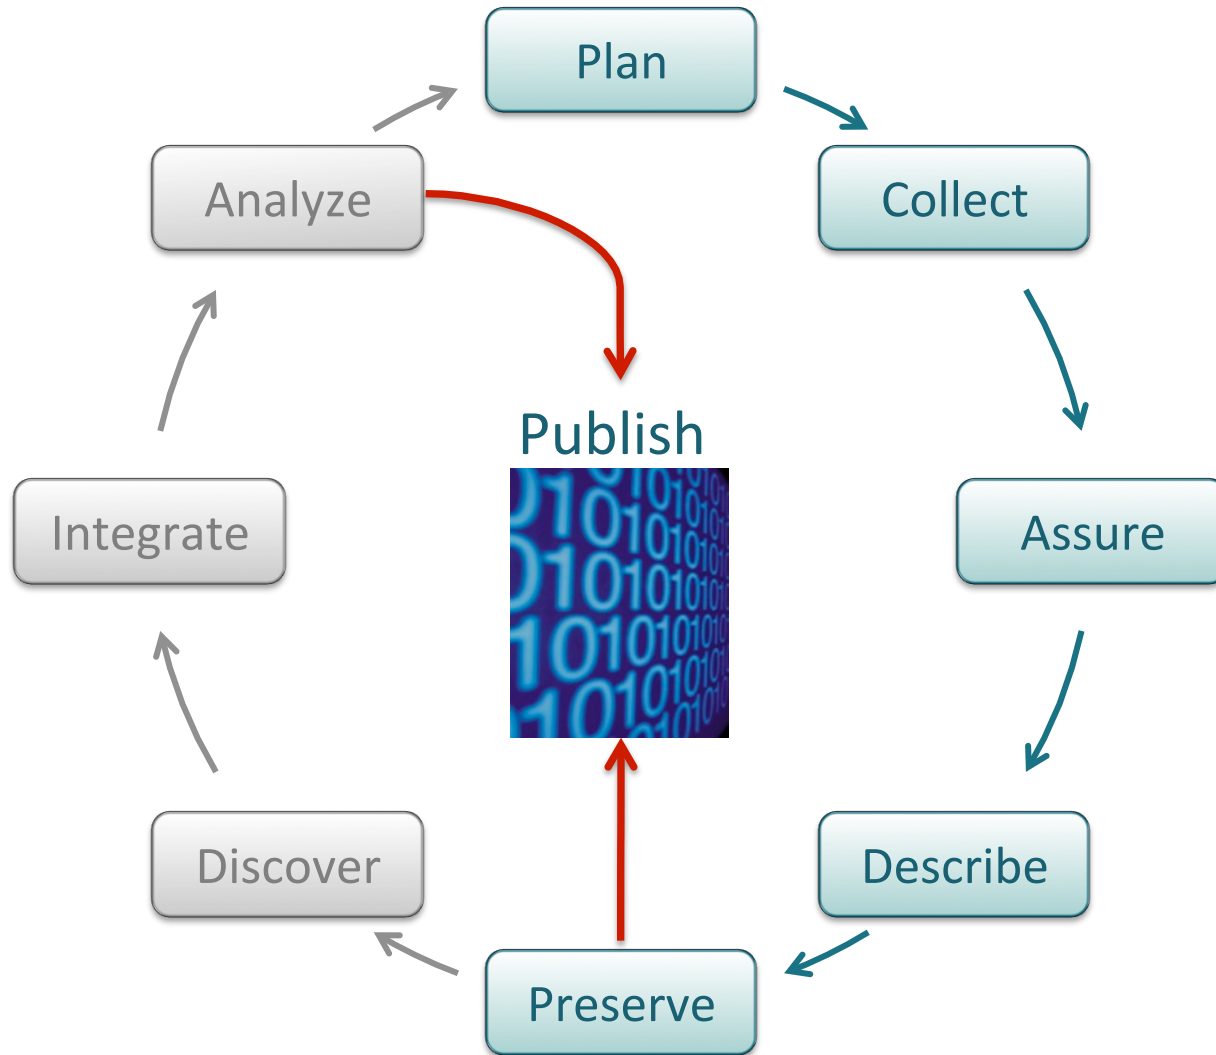 Plan
Collect
Assure
Describe
Preserve
Discover
Integrate
Analyze
Publish